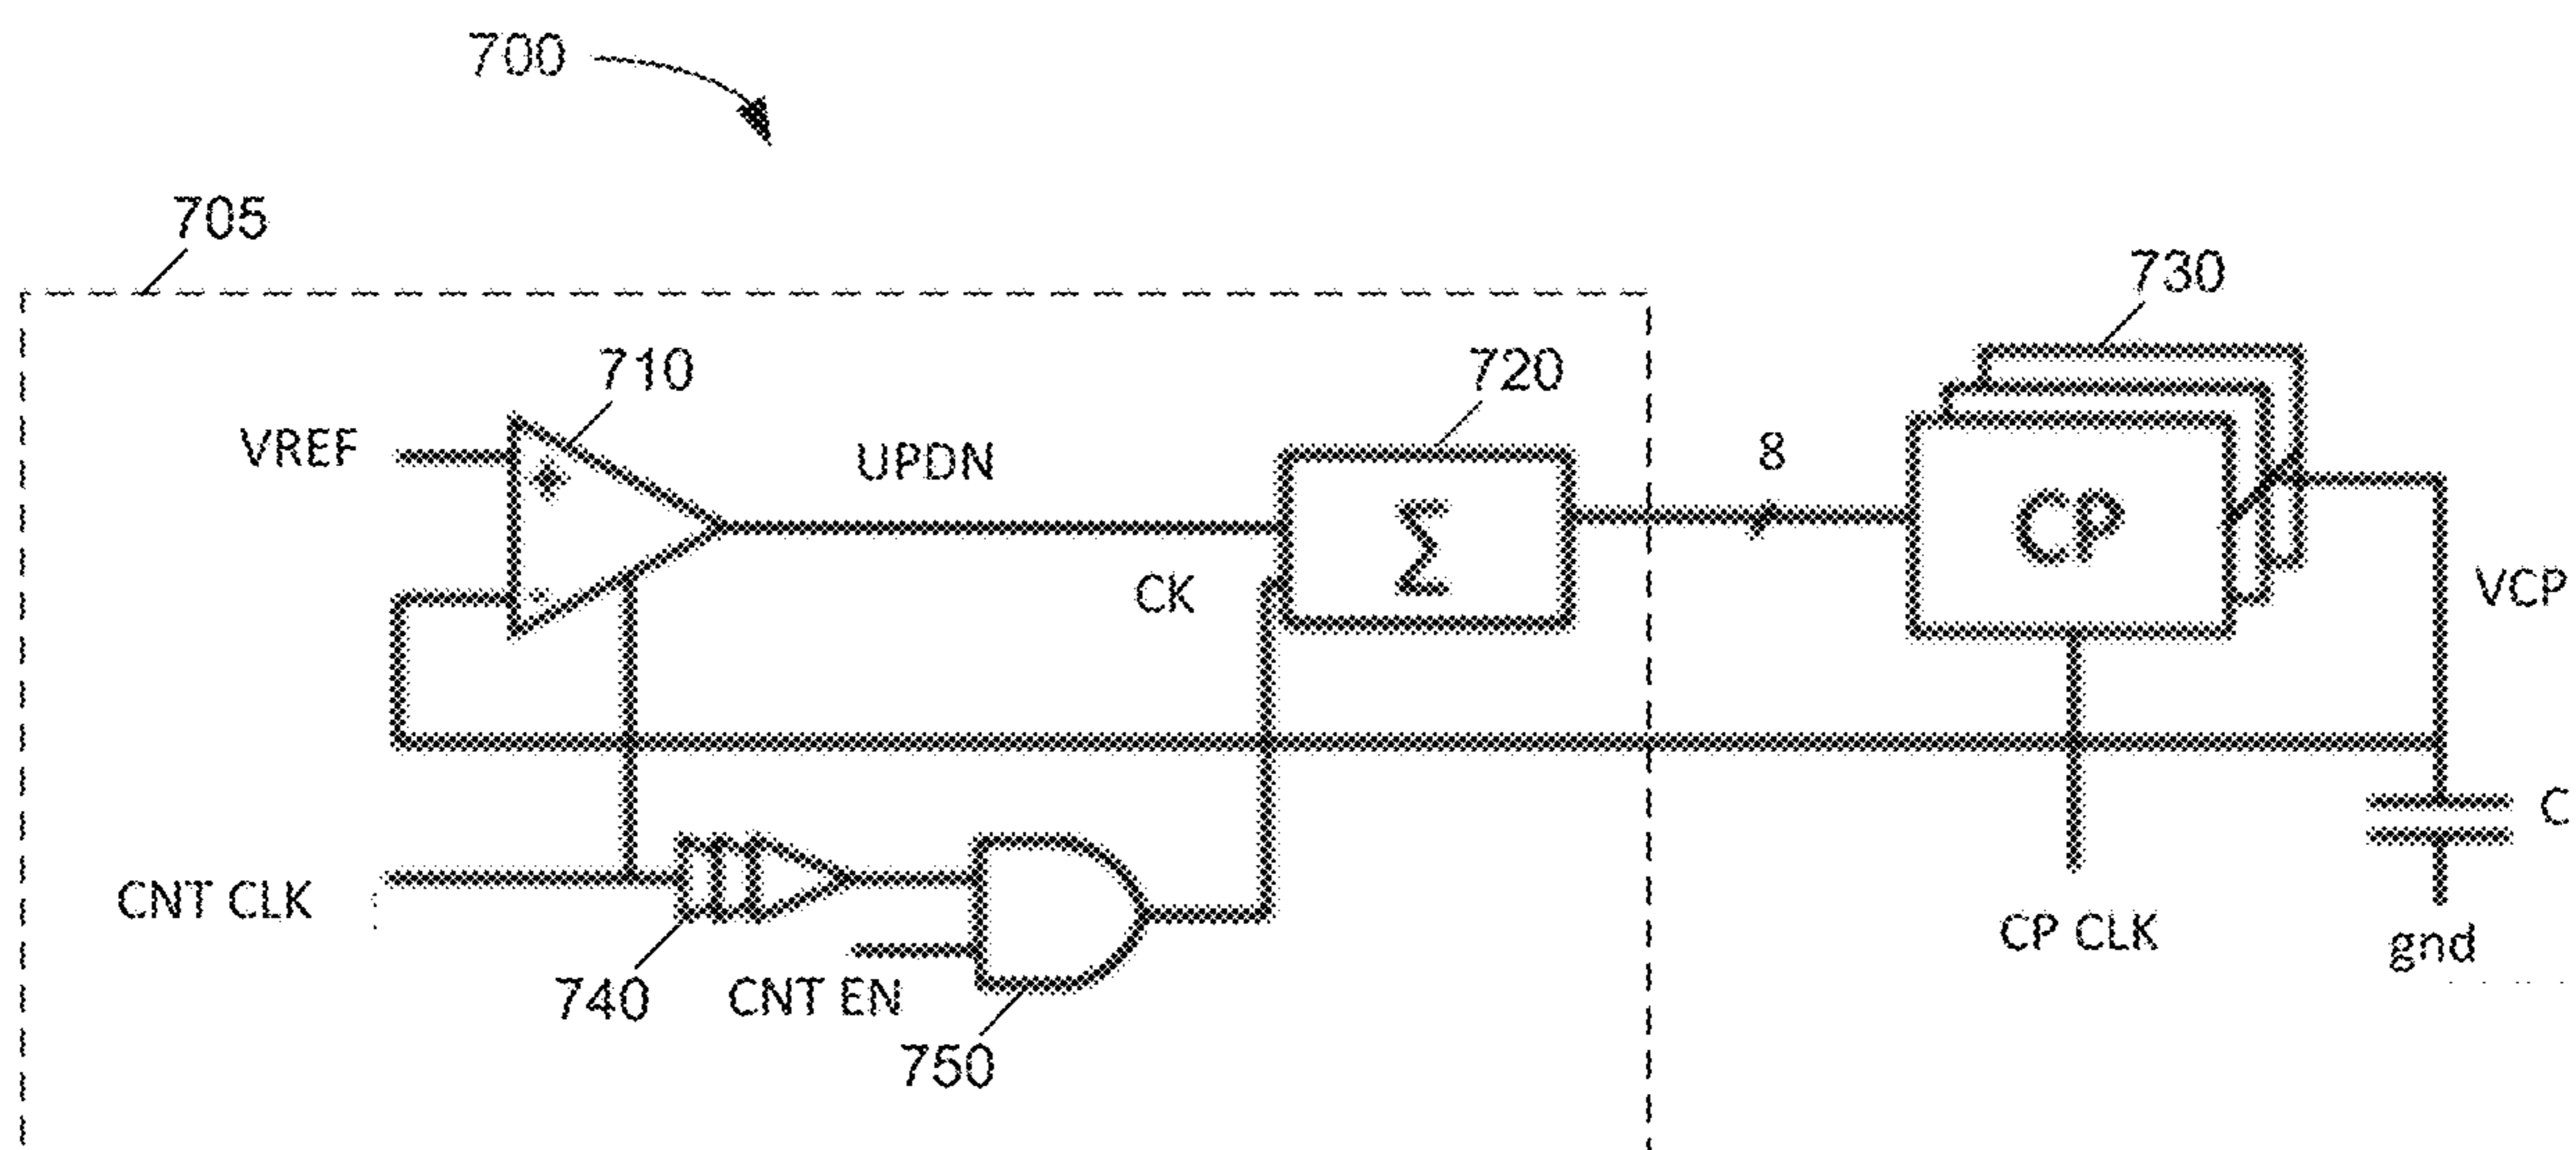 700
705
730
710
720
VREF
+
UPDN
8
Σ
CP
-
CK
VCP
C
CNT CLK
CP CLK
gnd
740
CNT EN
750